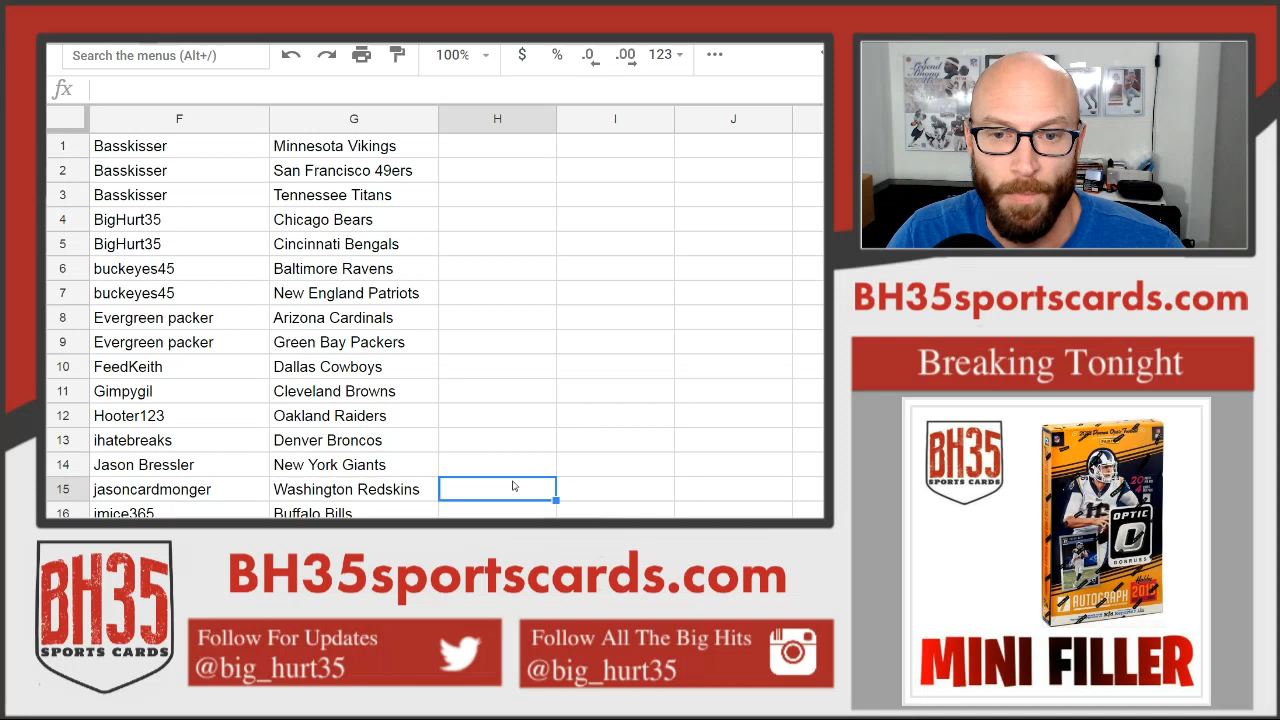 Search the menus (Alt+/)
100%
$ % .0 .00 123
fx
F G H I J
1 Basskisser Minnesota Vikings
2 Basskisser San Francisco 49ers
3 Basskisser Tennessee Titans
4 BigHurt35 Chicago Bears
5 BigHurt35 Cincinnati Bengals
6 buckeyes45 Baltimore Ravens
7 buckeyes45 New England Patriots
8 Evergreen packer Arizona Cardinals
9 Evergreen packer Green Bay Packers
10 FeedKeith Dallas Cowboys
11 Gimpygil Cleveland Browns
12 Hooter123 Oakland Raiders
13 ihatebreaks Denver Broncos
14 Jason Bressler New York Giants
15 jasoncardmonger Washington Redskins
16 jmice365 Buffalo Bills
BH35sportscards.com
Breaking Tonight
BH35
SPORTS CARDS
OPTIC
DONRUSS
AUTOGRAPH
MINI FILLER
BH35
SPORTS CARDS
BH35sportscards.com
Follow For Updates
@big_hurt35
Follow All The Big Hits
@big_hurt35